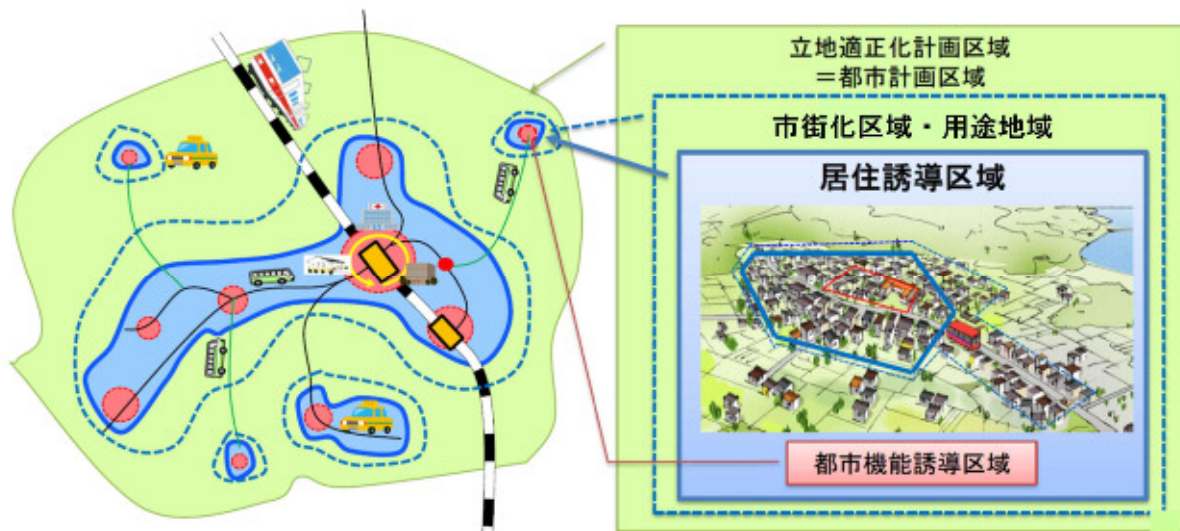 立地適正化計画区域
＝都市計画区域
市街化区域・用途地域
居住誘導区域
都市機能誘導区域